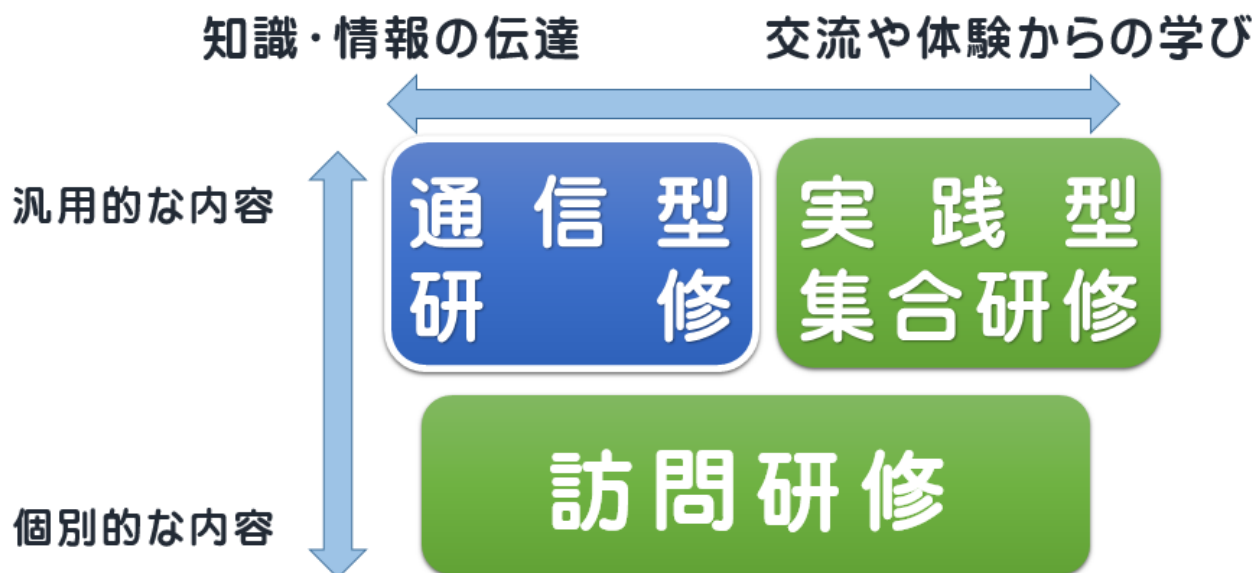 知識・情報の伝達
交流や体験からの学び
汎用的な内容
通信型
研修
実践型
集合研修
訪問研修
個別的な内容